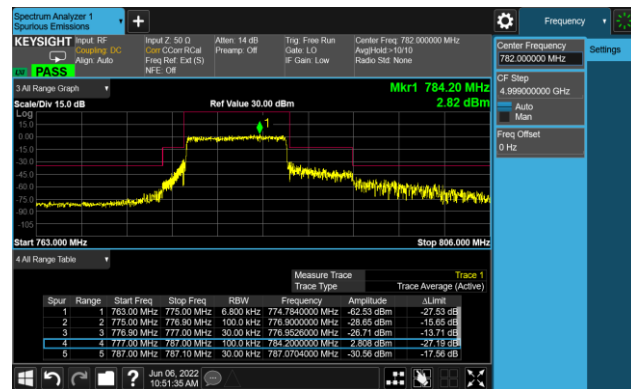 Spectrum Analyzer 1
Spurious Emissions
Frequency
KEYSIGHT
Input: RF
Coupling: DC
Align: Auto
Input Z: 50 Ω
Corr CCorr RCal
Freq Ref: Ext (S)
NFE: Off
Atten: 14 dB
Preamp: Off
Trig: Free Run
Gate: LO
IF Gain: Low
Center Freq: 782.000000 MHz
Avg|Hold:>10/10
Radio Std: None
PASS
Center Frequency
782.000000 MHz
Settings
CF Step
4.999000000 GHz
Auto
Man
Freq Offset
0 Hz
3 All Range Graph
Mkr1 784.20 MHz
Scale/Div 15.0 dB
Ref Value 30.00 dBm
2.82 dBm
Log
15.0
0.00
-15.0
-30.0
-45.0
-60.0
-75.0
-90.0
-105
1
Start 763.000 MHz
Stop 806.000 MHz
4 All Range Table
Measure Trace Trace 1
Trace Type Trace Average (Active)
Spur Range Start Freq Stop Freq RBW Frequency Amplitude ΔLimit
1 1 763.00 MHz 775.00 MHz 6.800 kHz 774.7840000 MHz -62.53 dBm -27.53 dB
2 2 775.00 MHz 776.90 MHz 100.0 kHz 776.9000000 MHz -28.65 dBm -15.65 dB
3 3 776.90 MHz 777.00 MHz 30.00 kHz 776.9526000 MHz -26.71 dBm -13.71 dB
4 4 777.00 MHz 787.00 MHz 100.0 kHz 784.2000000 MHz 2.808 dBm -27.19 dB
5 5 787.00 MHz 787.10 MHz 30.00 kHz 787.0704000 MHz -30.56 dBm -17.56 dB
Jun 06, 2022
10:51:35 AM